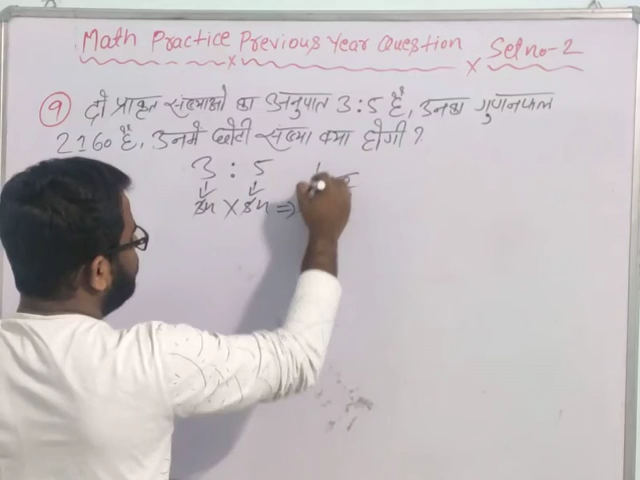 Math Practice Previous Year Question x Set no-2
9 दो प्राकृत संख्याओ का अनुपात 3:5 है, उनका गुणनफल
2160 है, उनमे छोटी संख्या क्या होगी ?
3 : 5
3x × 5x ⇒